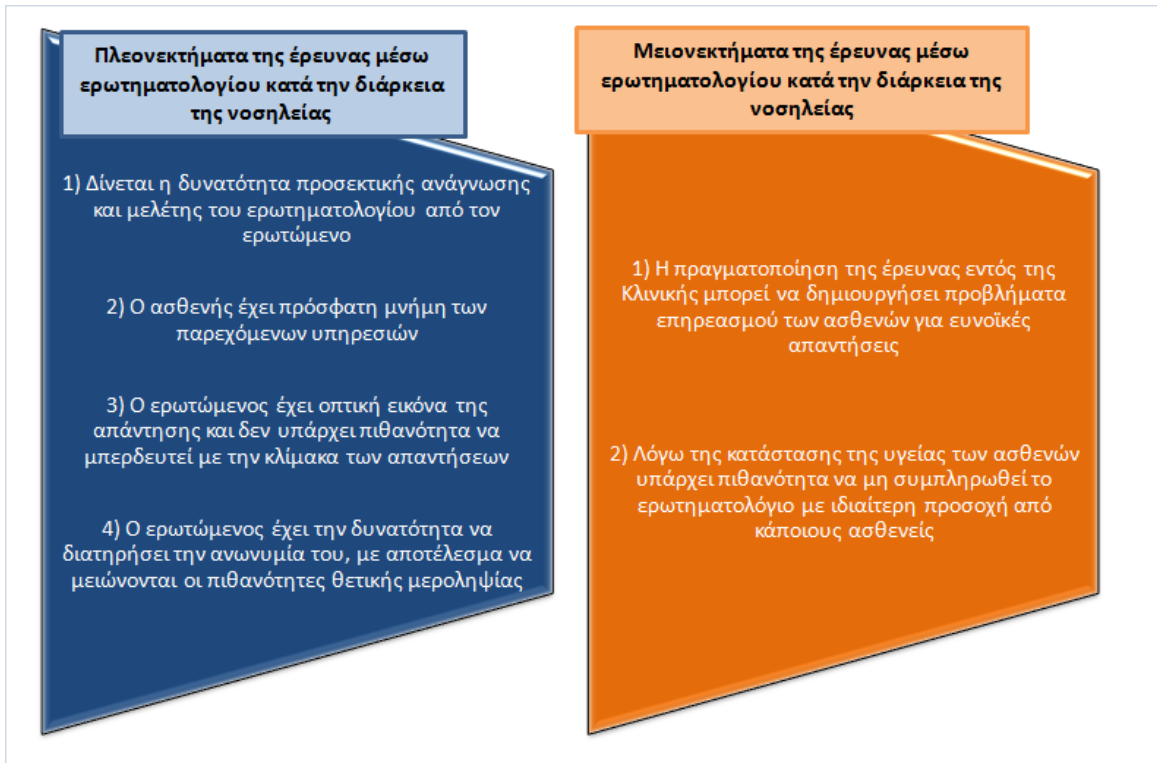 Πλεονεκτήματα της έρευνας μέσω
ερωτηματολογίου κατά την διάρκεια
της νοσηλείας
1) Δίνεται η δυνατότητα προσεκτικής ανάγνωσης
και μελέτης του ερωτηματολογίου από τον
ερωτώμενο
2) Ο ασθενής έχει πρόσφατη μνήμη των
παρεχόμενων υπηρεσιών
3) Ο ερωτώμενος έχει οπτική εικόνα της
απάντησης και δεν υπάρχει πιθανότητα να
μπερδευτεί με την κλίμακα των απαντήσεων
4) Ο ερωτώμενος έχει την δυνατότητα να
διατηρήσει την ανωνυμία του, με αποτέλεσμα να
μειώνονται οι πιθανότητες θετικής μεροληψίας
Μειονεκτήματα της έρευνας μέσω
ερωτηματολογίου κατά την διάρκεια της
νοσηλείας
1) Η πραγματοποίηση της έρευνας εντός της
Κλινικής μπορεί να δημιουργήσει προβλήματα
επηρεασμού των ασθενών για ευνοϊκές
απαντήσεις
2) Λόγω της κατάστασης της υγείας των ασθενών
υπάρχει πιθανότητα να μη συμπληρωθεί το
ερωτηματολόγιο με ιδιαίτερη προσοχή από
κάποιους ασθενείς